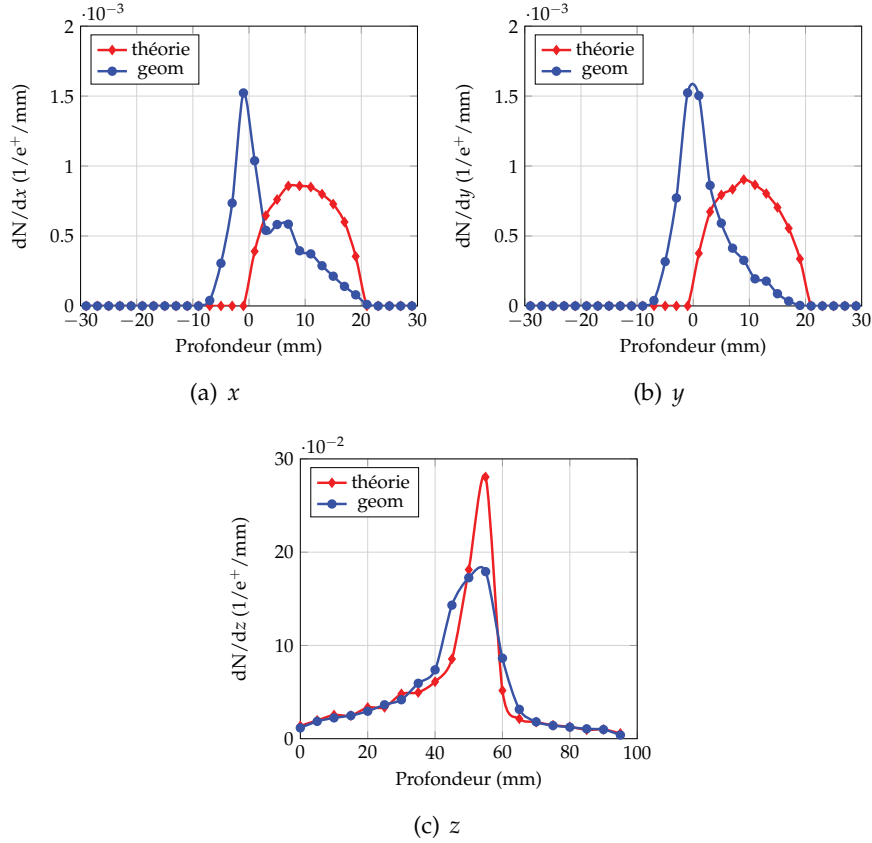 ·10⁻³
2
1.5
1
0.5
0
−30 −20 −10 0 10 20 30
théorie
geom
dN/dx (1/e⁺/mm)
Profondeur (mm)
(a) x
·10⁻³
2
1.5
1
0.5
0
−30 −20 −10 0 10 20 30
théorie
geom
dN/dy (1/e⁺/mm)
Profondeur (mm)
(b) y
·10⁻²
30
20
10
0
0 20 40 60 80 100
théorie
geom
dN/dz (1/e⁺/mm)
Profondeur (mm)
(c) z